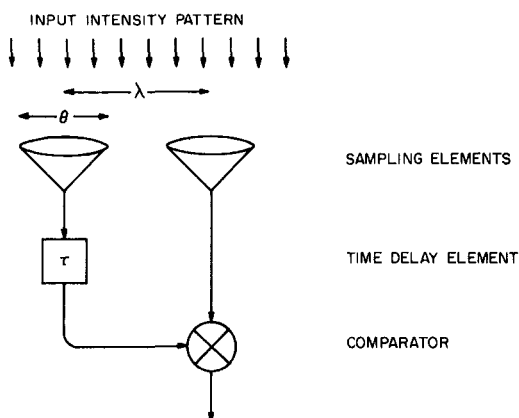 INPUT INTENSITY PATTERN
λ
θ
SAMPLING ELEMENTS
τ
TIME DELAY ELEMENT
COMPARATOR